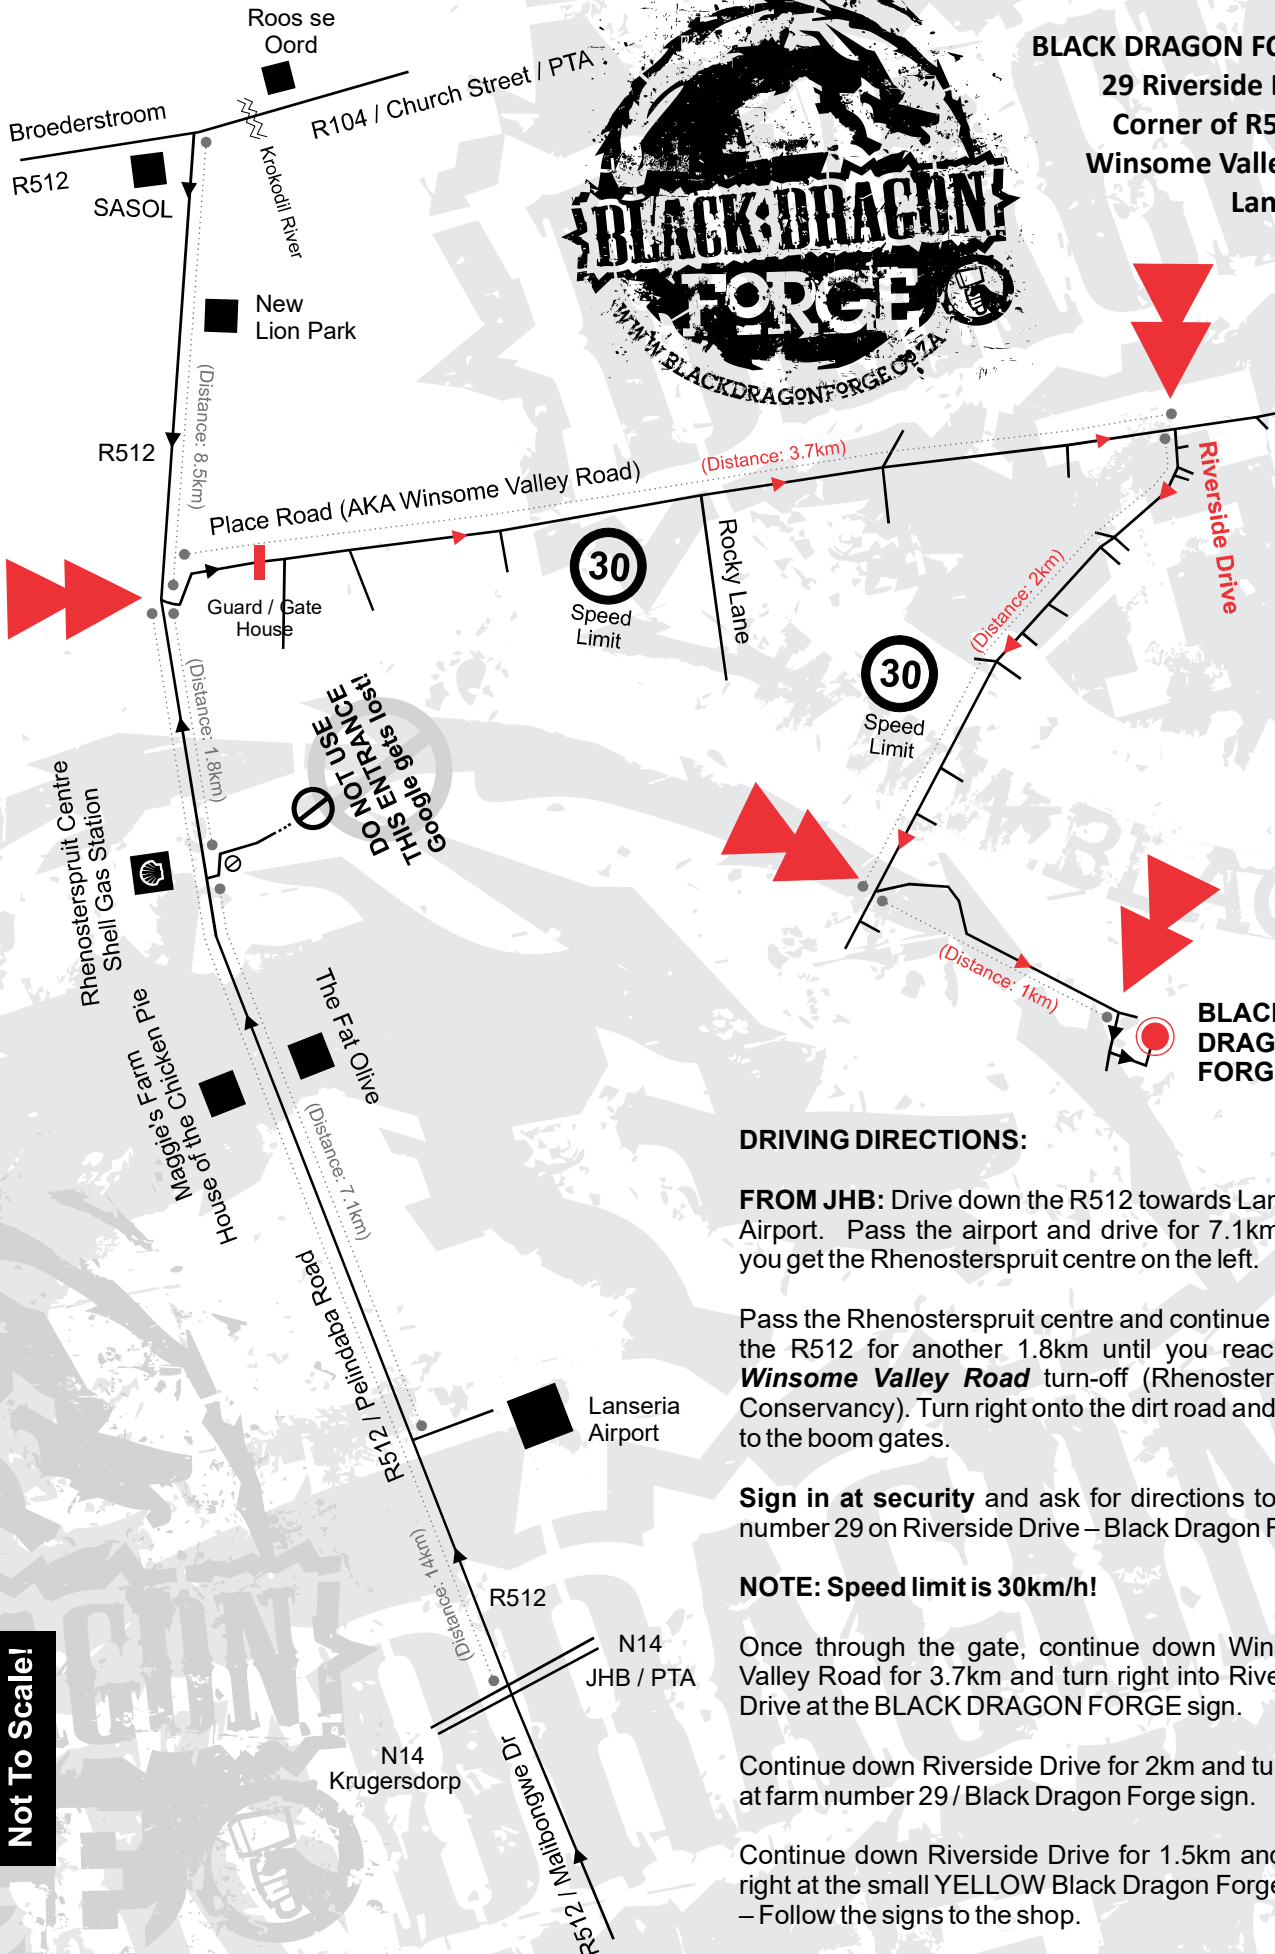 Roos se
Oord
Broederstroom
R104 / Church Street / PTA
R512
SASOL
Krokodil River
New
Lion Park
(Distance: 8.5km)
R512
BLACK DRAGON
FORGE
WWW.BLACKDRAGONFORGE.CO.ZA
BLACK DRAGON FO
29 Riverside
Corner of R5
Winsome Valle
Lan
Place Road (AKA Winsome Valley Road)
(Distance: 3.7km)
Guard / Gate
House
30
Speed
Limit
Rocky Lane
Riverside Drive
(Distance: 2km)
30
Speed
Limit
(Distance: 1.8km)
DO NOT USE
THIS ENTRANCE
Google gets lost!
Rhenosterspruit Centre
Shell Gas Station
(Distance: 1km)
BLACK
DRAG
FORG
The Fat Olive
Maggie's Farm
House of the Chicken Pie
(Distance: 7.1km)
R512 / Pelindaba Road
Lanseria
Airport
(Distance: 14km)
R512
N14
JHB / PTA
N14
Krugersdorp
R512 / Malibongwe Dr
Not To Scale!
DRIVING DIRECTIONS:
FROM JHB: Drive down the R512 towards Lan
Airport. Pass the airport and drive for 7.1km
you get the Rhenosterspruit centre on the left.
Pass the Rhenosterspruit centre and continue
the R512 for another 1.8km until you reac
Winsome Valley Road turn-off (Rhenoster
Conservancy). Turn right onto the dirt road and
to the boom gates.
Sign in at security and ask for directions to
number 29 on Riverside Drive – Black Dragon F
NOTE: Speed limit is 30km/h!
Once through the gate, continue down Win
Valley Road for 3.7km and turn right into Rive
Drive at the BLACK DRAGON FORGE sign.
Continue down Riverside Drive for 2km and tu
at farm number 29 / Black Dragon Forge sign.
Continue down Riverside Drive for 1.5km and
right at the small YELLOW Black Dragon Forge
– Follow the signs to the shop.